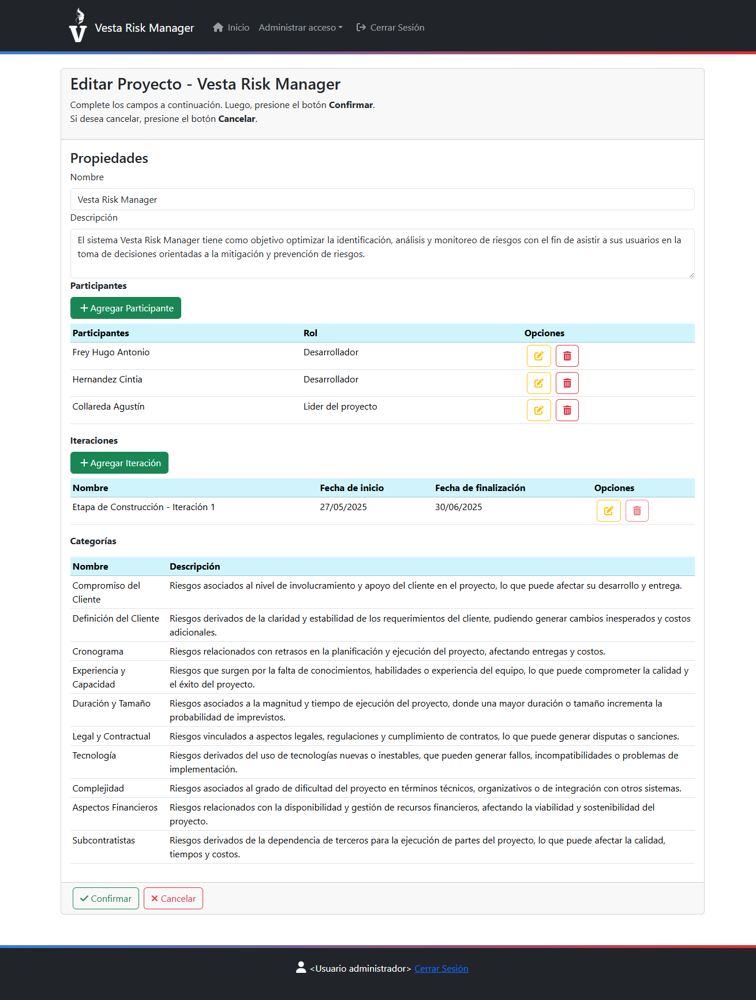 Vesta Risk Manager Inicio Administrar acceso Cerrar Sesión
Editar Proyecto - Vesta Risk Manager
Complete los campos a continuación. Luego, presione el botón Confirmar.
Si desea cancelar, presione el botón Cancelar.
Propiedades
Nombre
Vesta Risk Manager
Descripción
El sistema Vesta Risk Manager tiene como objetivo optimizar la identificación, análisis y monitoreo de riesgos con el fin de asistir a sus usuarios en la
toma de decisiones orientadas a la mitigación y prevención de riesgos.
Participantes
Agregar Participante
Participantes Rol Opciones
Frey Hugo Antonio Desarrollador
Hernandez Cintia Desarrollador
Collareda Agustín Lider del proyecto
Iteraciones
Agregar Iteración
Nombre Fecha de inicio Fecha de finalización Opciones
Etapa de Construcción - Iteración 1 27/05/2025 30/06/2025
Categorías
Nombre Descripción
Compromiso del Riesgos asociados al nivel de involucramiento y apoyo del cliente en el proyecto, lo que puede afectar su desarrollo y entrega.
Cliente
Definición del Cliente Riesgos derivados de la claridad y estabilidad de los requerimientos del cliente, pudiendo generar cambios inesperados y costos
adicionales.
Cronograma Riesgos relacionados con retrasos en la planificación y ejecución del proyecto, afectando entregas y costos.
Experiencia y Riesgos que surgen por la falta de conocimientos, habilidades o experiencia del equipo, lo que puede comprometer la calidad y
Capacidad el éxito del proyecto.
Duración y Tamaño Riesgos asociados a la magnitud y tiempo de ejecución del proyecto, donde una mayor duración o tamaño incrementa la
probabilidad de imprevistos.
Legal y Contractual Riesgos vinculados a aspectos legales, regulaciones y cumplimiento de contratos, lo que puede generar disputas o sanciones.
Tecnología Riesgos derivados del uso de tecnologías nuevas o inestables, que pueden generar fallos, incompatibilidades o problemas de
implementación.
Complejidad Riesgos asociados al grado de dificultad del proyecto en términos técnicos, organizativos o de integración con otros sistemas.
Aspectos Financieros Riesgos relacionados con la disponibilidad y gestión de recursos financieros, afectando la viabilidad y sostenibilidad del
proyecto.
Subcontratistas Riesgos derivados de la dependencia de terceros para la ejecución de partes del proyecto, lo que puede afectar la calidad,
tiempos y costos.
Confirmar Cancelar
<Usuario administrador> Cerrar Sesión